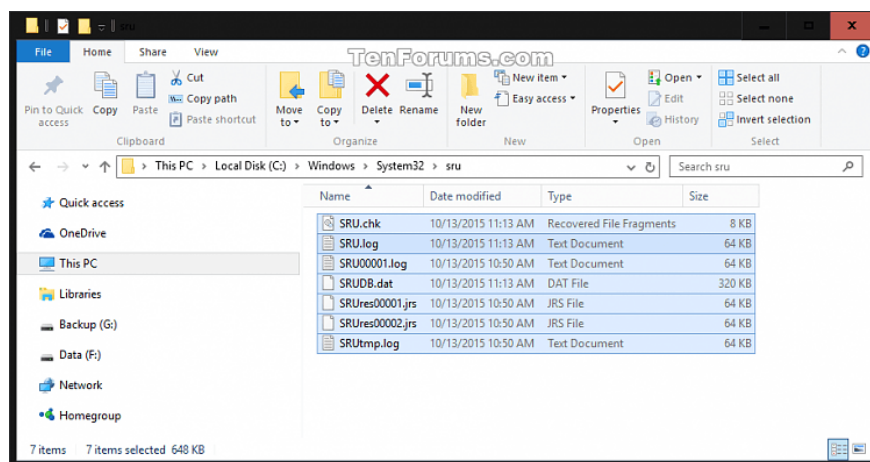 sru
File Home Share View
TenForums.com
Pin to Quick access
Copy
Paste
Cut
Copy path
Paste shortcut
Clipboard
Move to
Copy to
Delete
Rename
Organize
New folder
New item
Easy access
New
Properties
Open
Edit
History
Open
Select all
Select none
Invert selection
Select
This PC > Local Disk (C:) > Windows > System32 > sru
Search sru
Quick access
OneDrive
This PC
Libraries
Backup (G:)
Data (F:)
Network
Homegroup
Name Date modified Type Size
SRU.chk 10/13/2015 11:13 AM Recovered File Fragments 8 KB
SRU.log 10/13/2015 11:13 AM Text Document 64 KB
SRU00001.log 10/13/2015 10:50 AM Text Document 64 KB
SRUDB.dat 10/13/2015 11:13 AM DAT File 320 KB
SRUres00001.jrs 10/13/2015 10:50 AM JRS File 64 KB
SRUres00002.jrs 10/13/2015 10:50 AM JRS File 64 KB
SRUtmp.log 10/13/2015 10:50 AM Text Document 64 KB
7 items 7 items selected 648 KB